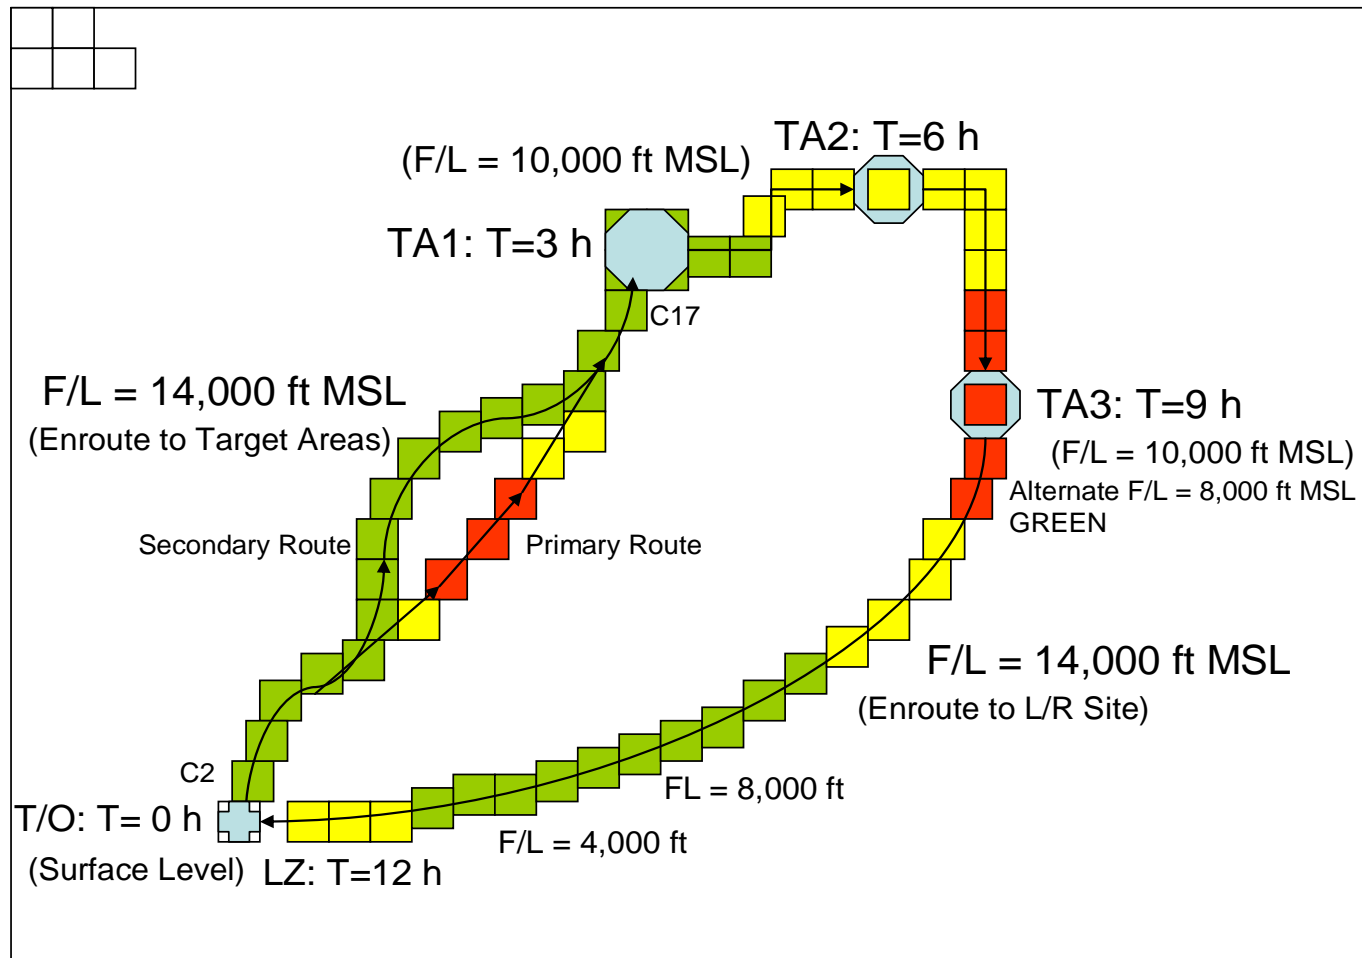 TA2: T=6 h
(F/L = 10,000 ft MSL)
TA1: T=3 h
C17
F/L = 14,000 ft MSL
(Enroute to Target Areas)
TA3: T=9 h
(F/L = 10,000 ft MSL)
Alternate F/L = 8,000 ft MSL
GREEN
Secondary Route
Primary Route
F/L = 14,000 ft MSL
(Enroute to L/R Site)
C2
FL = 8,000 ft
T/O: T= 0 h
F/L = 4,000 ft
(Surface Level)
LZ: T=12 h